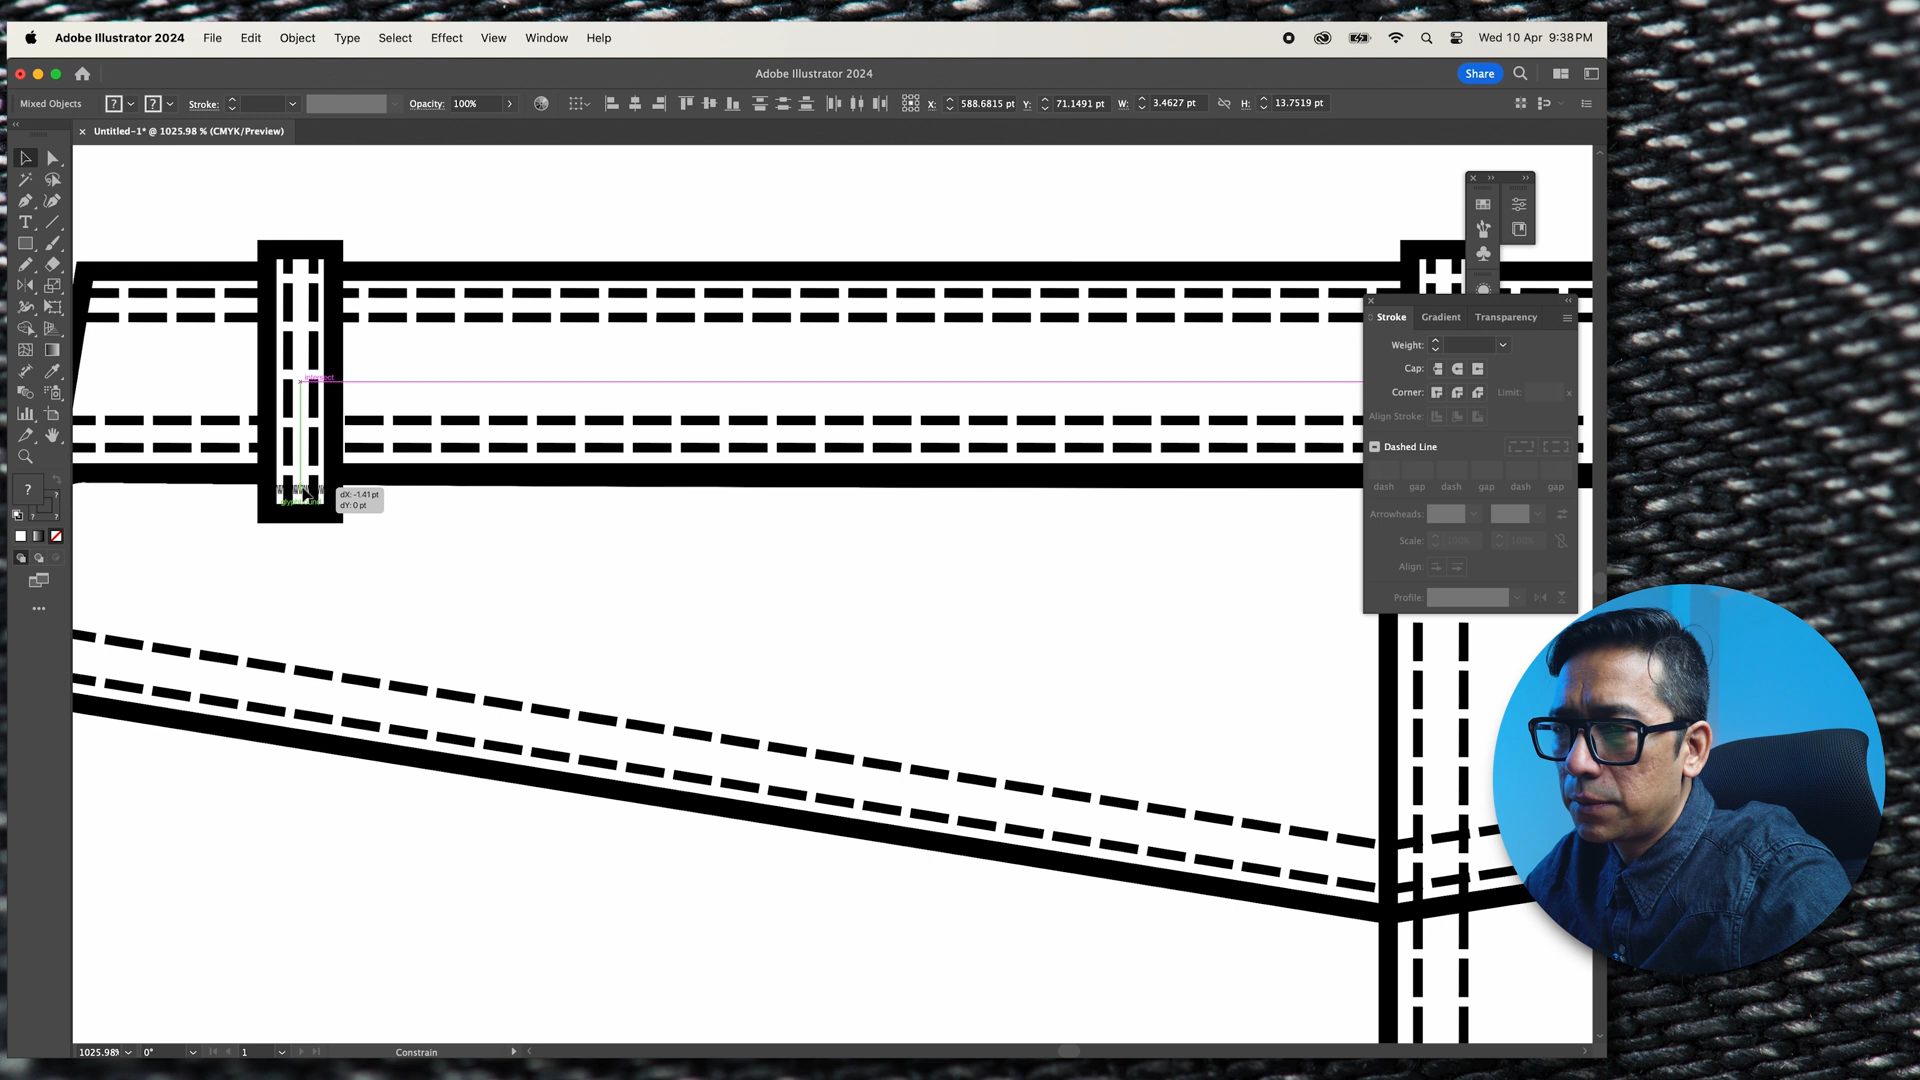 Adobe Illustrator 2024 File Edit Object Type Select Effect View Window Help Wed 10 Apr 9:38 PM
Adobe Illustrator 2024 Share
Mixed Objects Stroke: Opacity: 100% X: 588.6815 pt Y: 71.1491 pt W: 3.4627 pt H: 13.7519 pt
× Untitled-1* @ 1025.98 % (CMYK/Preview)
Stroke Gradient Transparency
Weight:
Cap:
intersect
Corner: Limit: x
Align Stroke:
Dashed Line
dash gap dash gap dash gap
dX: -1.41 pt
dY: 0 pt
Arrowheads:
Scale: 100% 100%
Align:
Profile:
1025.98% 0° 1 Constrain